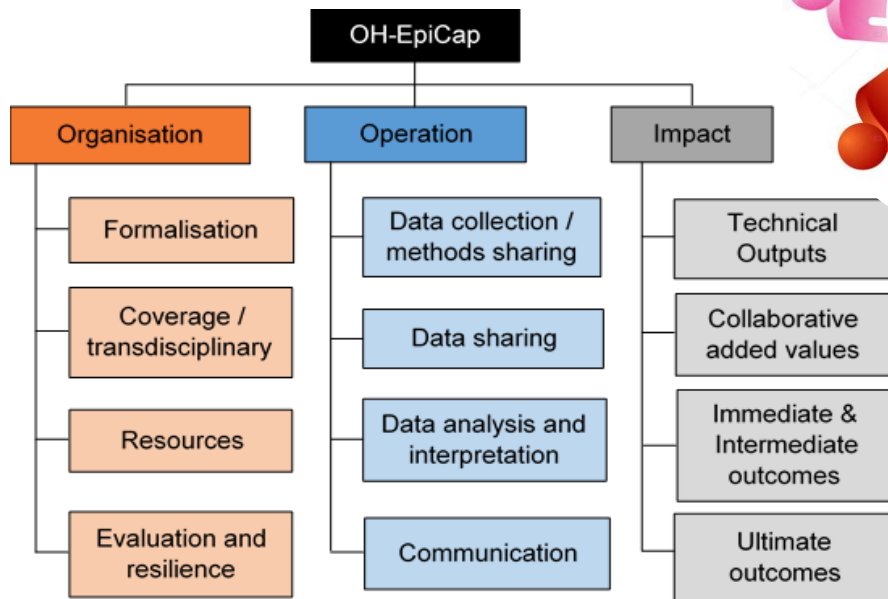 OH-EpiCap
Organisation
Operation
Impact
Formalisation
Coverage /
transdisciplinary
Resources
Evaluation and
resilience
Data collection /
methods sharing
Data sharing
Data analysis and
interpretation
Communication
Technical
Outputs
Collaborative
added values
Immediate &
Intermediate
outcomes
Ultimate
outcomes